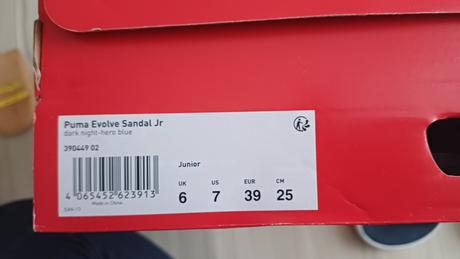 Puma Evolve Sandal Jr
dark night-hero blue
390449 02
Junior
UK US EUR CM
6 7 39 25
4 065452 623913
Made in China